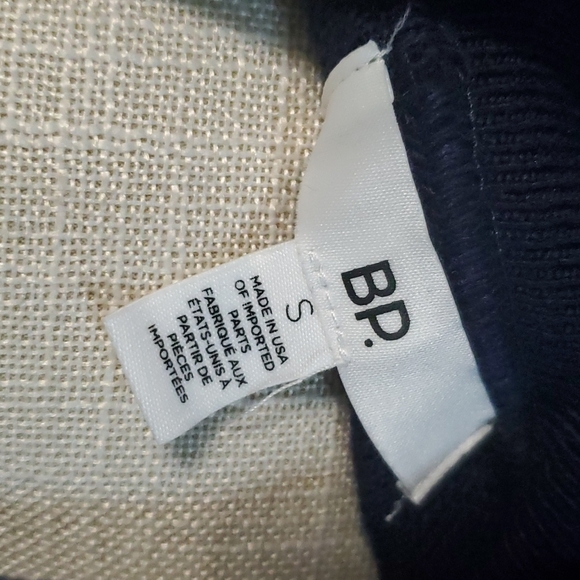 BP.
S
MADE IN USA
OF IMPORTED
PARTS
FABRIQUÉ AUX
ÉTATS-UNIS À
PARTIR DE
PIÈCES
IMPORTÉES